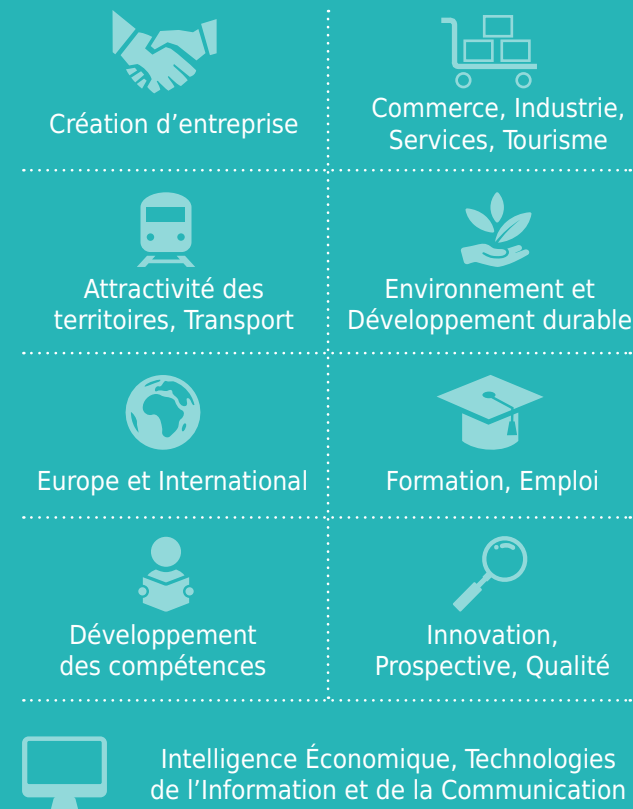 Création d’entreprise
Commerce, Industrie,
Services, Tourisme
Attractivité des
territoires, Transport
Environnement et
Développement durable
Europe et International
Formation, Emploi
Développement
des compétences
Innovation,
Prospective, Qualité
Intelligence Économique, Technologies
de l’Information et de la Communication